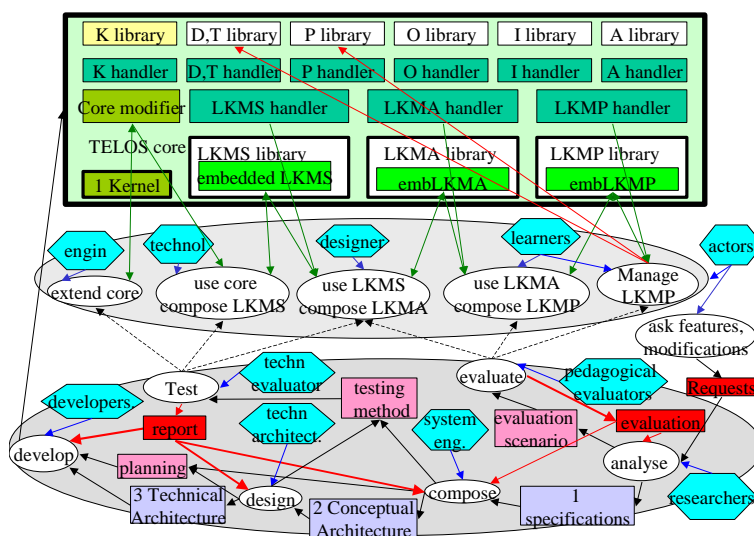 K library
D,T library
P library
O library
I library
A library
K handler
D,T handler
P handler
O handler
I handler
A handler
Core modifier
LKMS handler
LKMA handler
LKMP handler
TELOS core
LKMS library
LKMA library
LKMP library
embedded LKMS
embLKMA
embLKMP
1 Kernel
engin
technol
designer
learners
actors
extend core
use core
compose LKMS
use LKMS
compose LKMA
use LKMA
compose LKMP
Manage
LKMP
ask features,
modifications
Test
techn
evaluator
evaluate
pedagogical
evaluators
Requests
developers.
testing
method
report
techn
architect.
system
eng.
evaluation
scenario
evaluation
develop
planning
analyse
3 Technical
Architecture
design
2 Conceptual
Architecture
compose
1
specifications
researchers